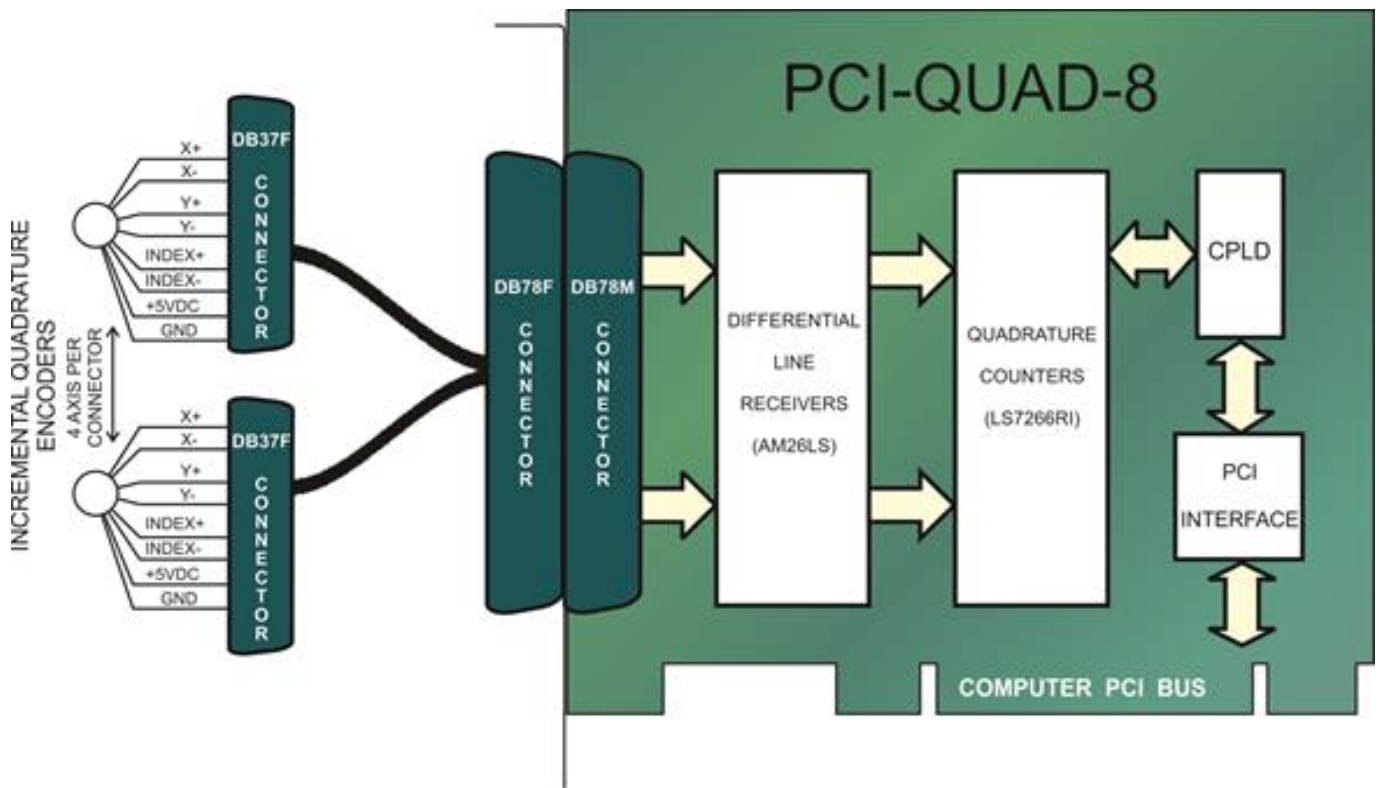 PCI-QUAD-8
INCREMENTAL QUADRATURE
ENCODERS
X+
X-
Y+
Y-
INDEX+
INDEX-
+5VDC
GND
DB37F
CONNECTOR
4 AXIS PER
CONNECTOR
X+
X-
Y+
Y-
INDEX+
INDEX-
+5VDC
GND
DB37F
CONNECTOR
DB78F
CONNECTOR
DB78M
CONNECTOR
DIFFERENTIAL
LINE
RECEIVERS
(AM26LS)
QUADRATURE
COUNTERS
(LS7266RI)
CPLD
PCI
INTERFACE
COMPUTER PCI BUS